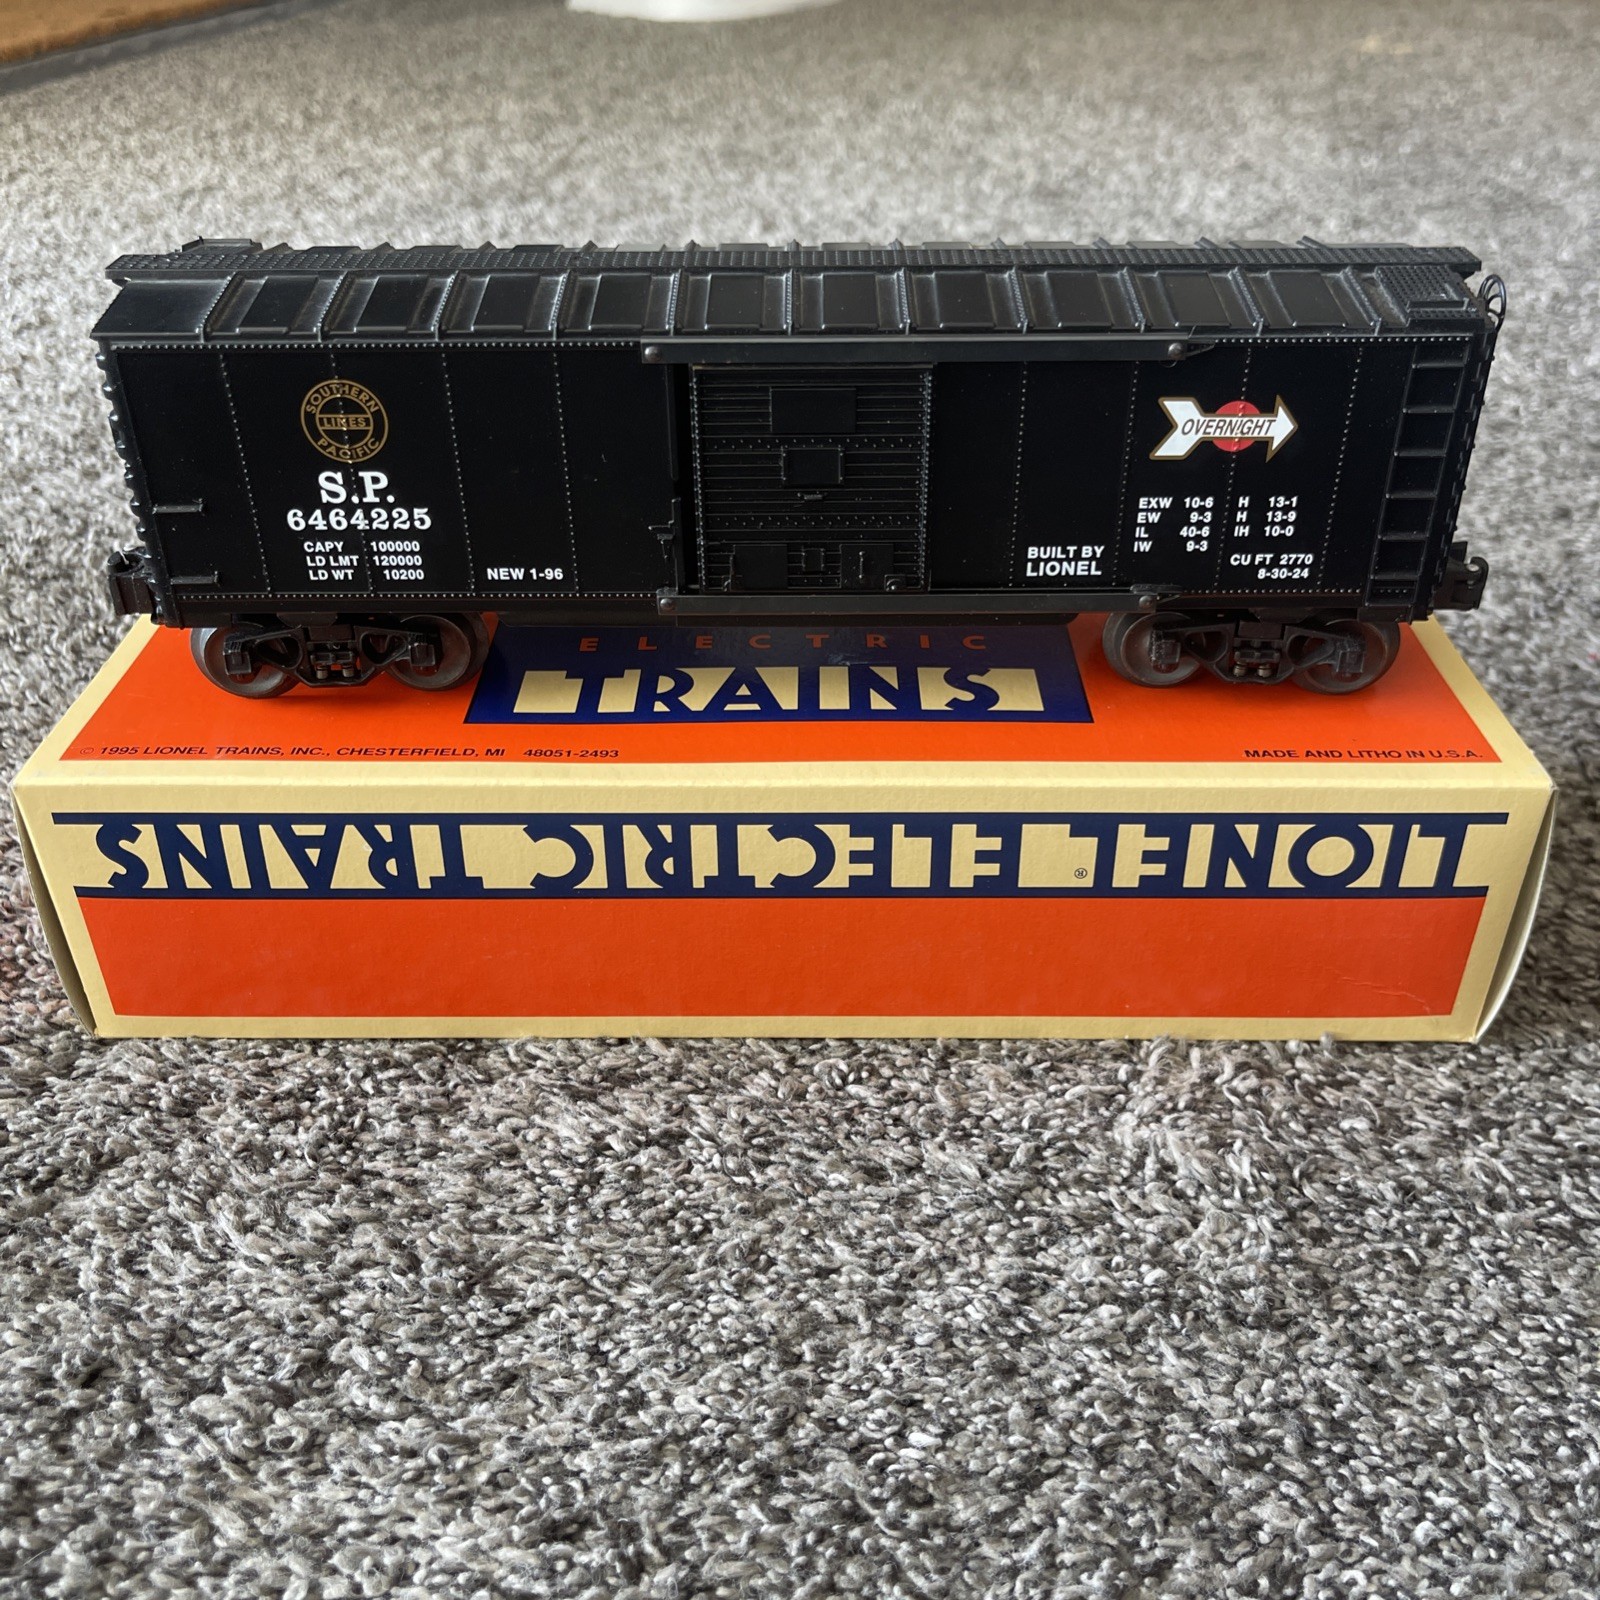 SOUTHERN
LINES
PACIFIC
S.P.
6464225
CAPY 100000
LD LMT 120000
LD WT 10200
NEW 1-96
BUILT BY
LIONEL
OVERNIGHT
EXW 10-6 H 13-1
EW 9-3 H 13-9
IL 40-6 IH 10-0
IW 9-3
CU FT 2770
8-30-24
ELECTRIC
TRAINS
© 1995 LIONEL TRAINS, INC., CHESTERFIELD, MI 48051-2493
MADE AND LITHO IN U.S.A.
LIONEL ® ELECTRIC TRAINS